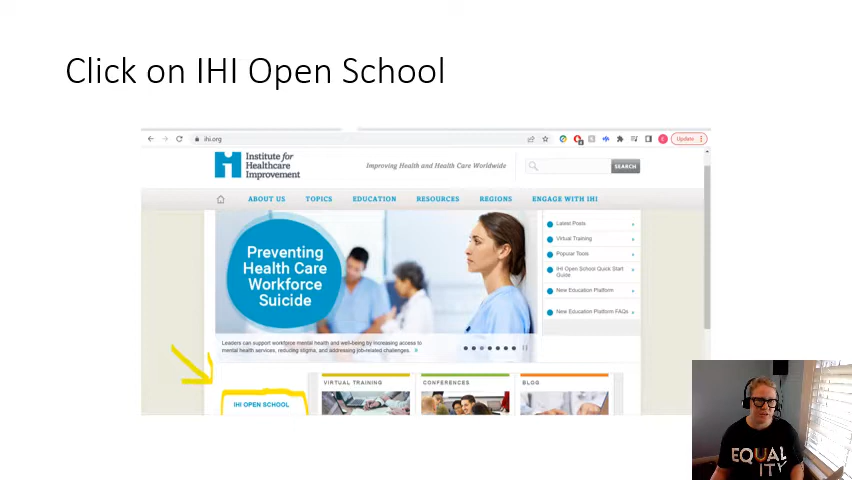 Click on IHI Open School
ihi.org
Update
Institute for
Healthcare
Improvement
Improving Health and Health Care Worldwide
SEARCH
ABOUT US TOPICS EDUCATION RESOURCES REGIONS ENGAGE WITH IHI
Preventing
Health Care
Workforce
Suicide
Latest Posts
Virtual Training
Popular Tools
IHI Open School Quick Start
Guide
New Education Platform
New Education Platform FAQs
Leaders can support workforce mental health and well-being by increasing access to
mental health services, reducing stigma, and addressing job-related challenges.
IHI OPEN SCHOOL
VIRTUAL TRAINING
CONFERENCES
BLOG
EQUAL
ITY